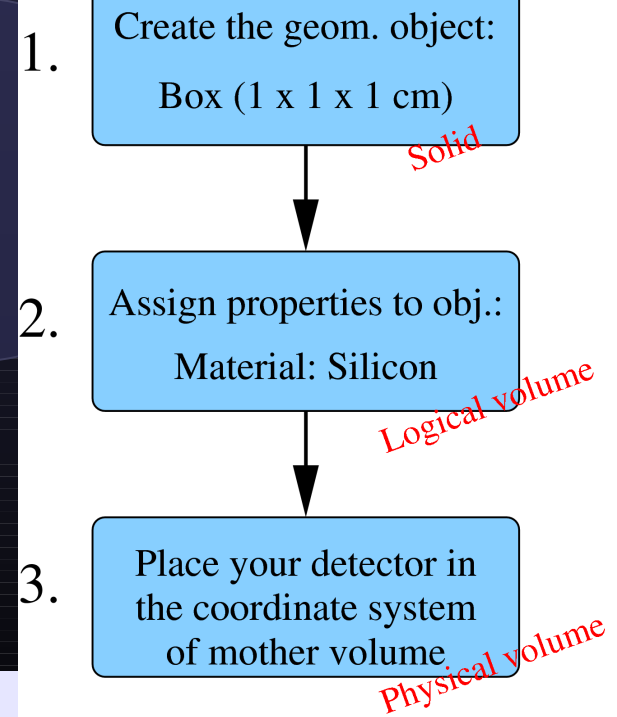 1.
Create the geom. object:
Box (1 x 1 x 1 cm)
Solid
2.
Assign properties to obj.:
Material: Silicon
Logical volume
3.
Place your detector in
the coordinate system
of mother volume
Physical volume